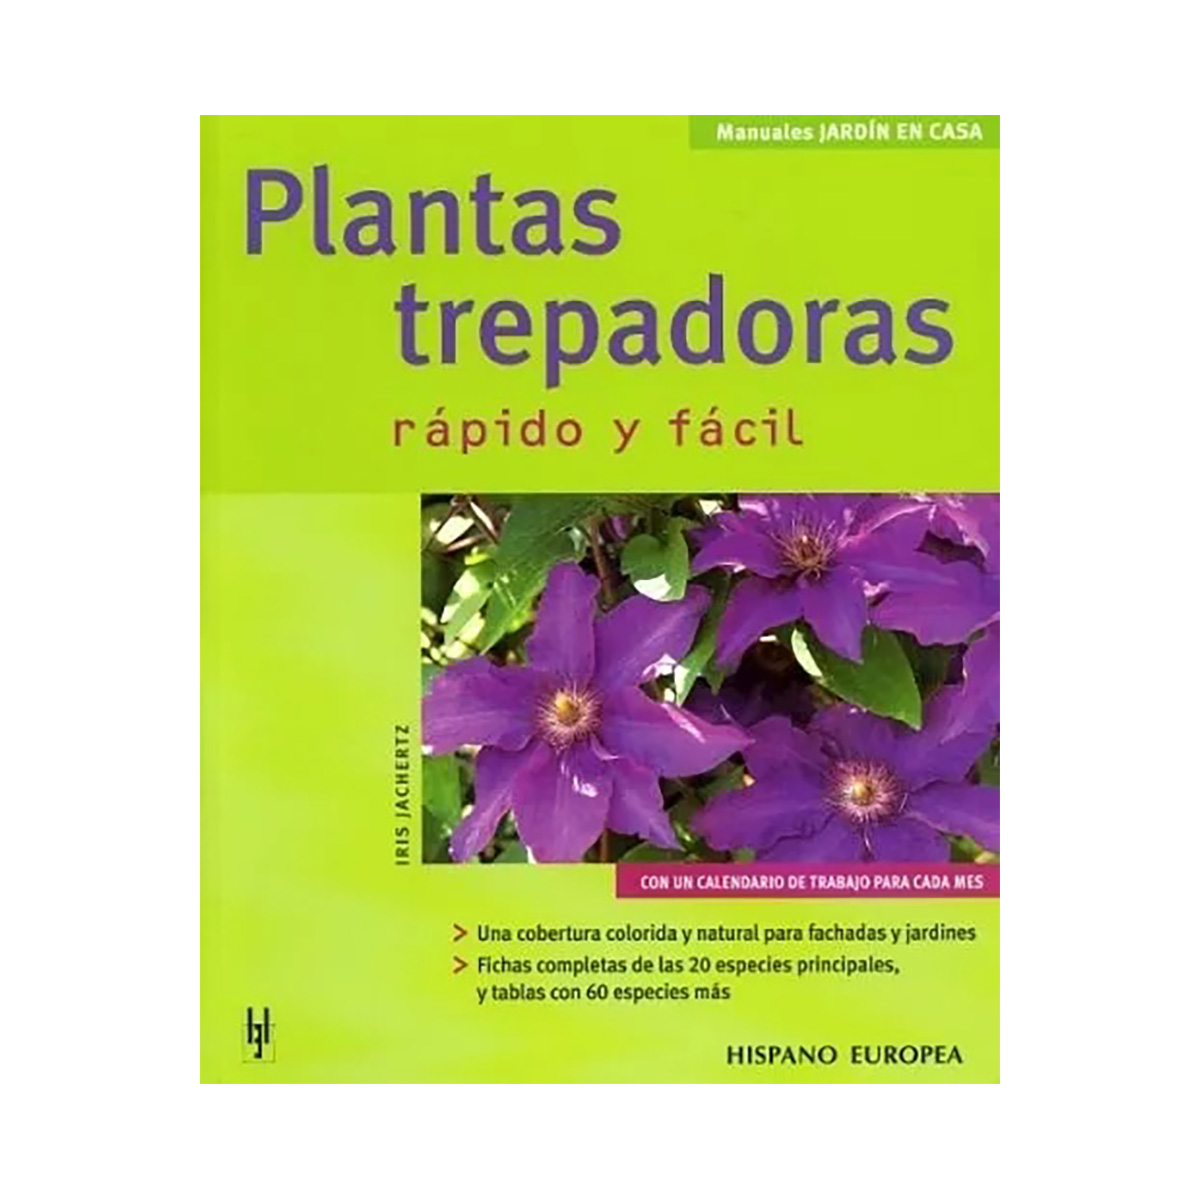 Manuales JARDÍN EN CASA
Plantas
trepadoras
rápido y fácil
IRIS JACHERTZ
CON UN CALENDARIO DE TRABAJO PARA CADA MES
> Una cobertura colorida y natural para fachadas y jardines
> Fichas completas de las 20 especies principales,
y tablas con 60 especies más
HISPANO EUROPEA